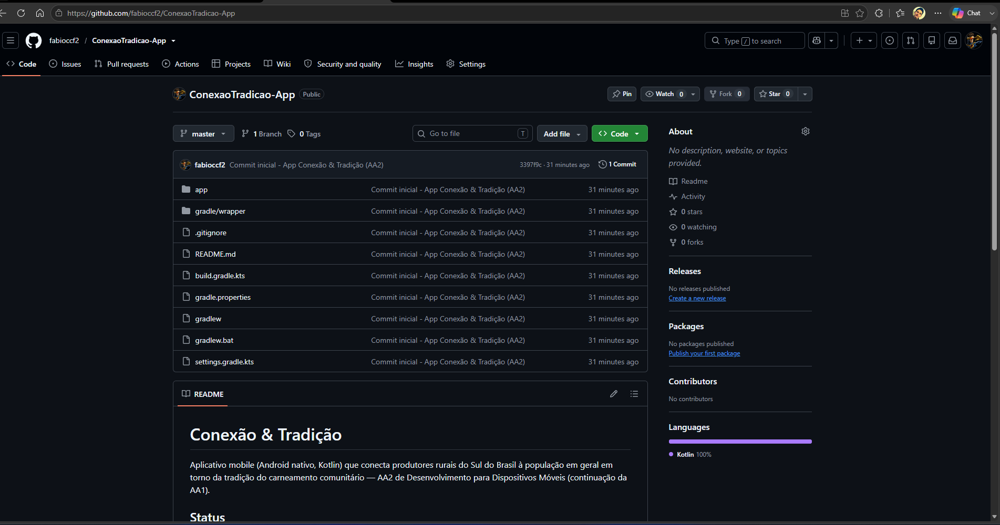 https://github.com/fabioccf2/ConexaoTradicao-App
Chat
fabioccf2 / ConexaoTradicao-App
Type / to search
Code
Issues
Pull requests
Actions
Projects
Wiki
Security and quality
Insights
Settings
ConexaoTradicao-App Public
Pin
Watch 0
Fork 0
Star 0
master
1 Branch
0 Tags
Go to file T
Add file
Code
fabioccf2 Commit inicial - App Conexão & Tradição (AA2) 3397f9c · 31 minutes ago 1 Commit
app Commit inicial - App Conexão & Tradição (AA2) 31 minutes ago
gradle/wrapper Commit inicial - App Conexão & Tradição (AA2) 31 minutes ago
.gitignore Commit inicial - App Conexão & Tradição (AA2) 31 minutes ago
README.md Commit inicial - App Conexão & Tradição (AA2) 31 minutes ago
build.gradle.kts Commit inicial - App Conexão & Tradição (AA2) 31 minutes ago
gradle.properties Commit inicial - App Conexão & Tradição (AA2) 31 minutes ago
gradlew Commit inicial - App Conexão & Tradição (AA2) 31 minutes ago
gradlew.bat Commit inicial - App Conexão & Tradição (AA2) 31 minutes ago
settings.gradle.kts Commit inicial - App Conexão & Tradição (AA2) 31 minutes ago
README
Conexão & Tradição
Aplicativo mobile (Android nativo, Kotlin) que conecta produtores rurais do Sul do Brasil à população em geral em
torno da tradição do carneamento comunitário — AA2 de Desenvolvimento para Dispositivos Móveis (continuação da
AA1).
Status
About
No description, website, or topics
provided.
Readme
Activity
0 stars
0 watching
0 forks
Releases
No releases published
Create a new release
Packages
No packages published
Publish your first package
Contributors
No contributors
Languages
Kotlin 100%